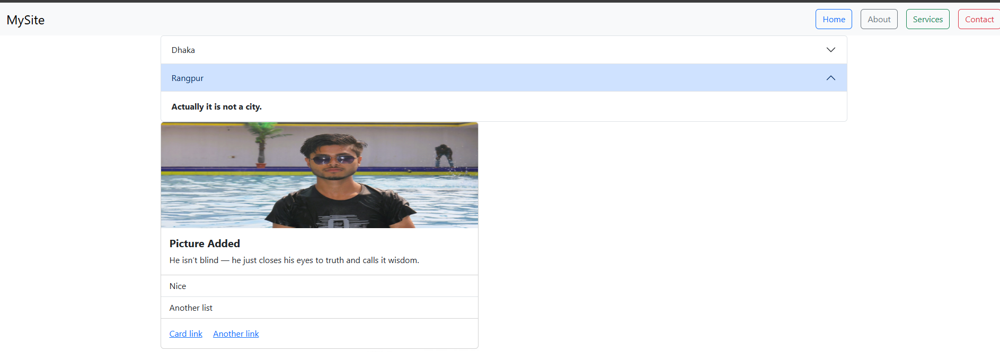 MySite
Home About Services Contact
Dhaka
Rangpur
Actually it is not a city.
Picture Added
He isn’t blind — he just closes his eyes to truth and calls it wisdom.
Nice
Another list
Card link Another link